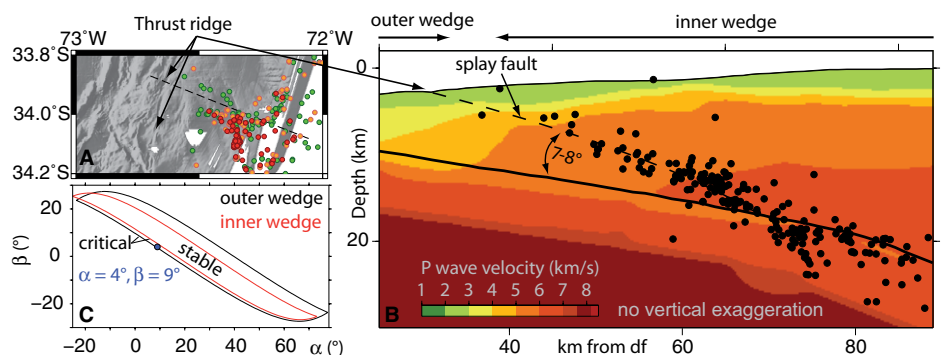 Thrust ridge
73°W
72°W
33.8°S
34.0°S
34.2°S
A
outer wedge
inner wedge
splay fault
7-8°
0
20
Depth (km)
P wave velocity (km/s)
1 2 3 4 5 6 7 8
B
no vertical exaggeration
40 60 80
km from df
outer wedge
inner wedge
critical
stable
α = 4°, β = 9°
C
20
0
−20
β (°)
−20 0 20 40 60
α (°)